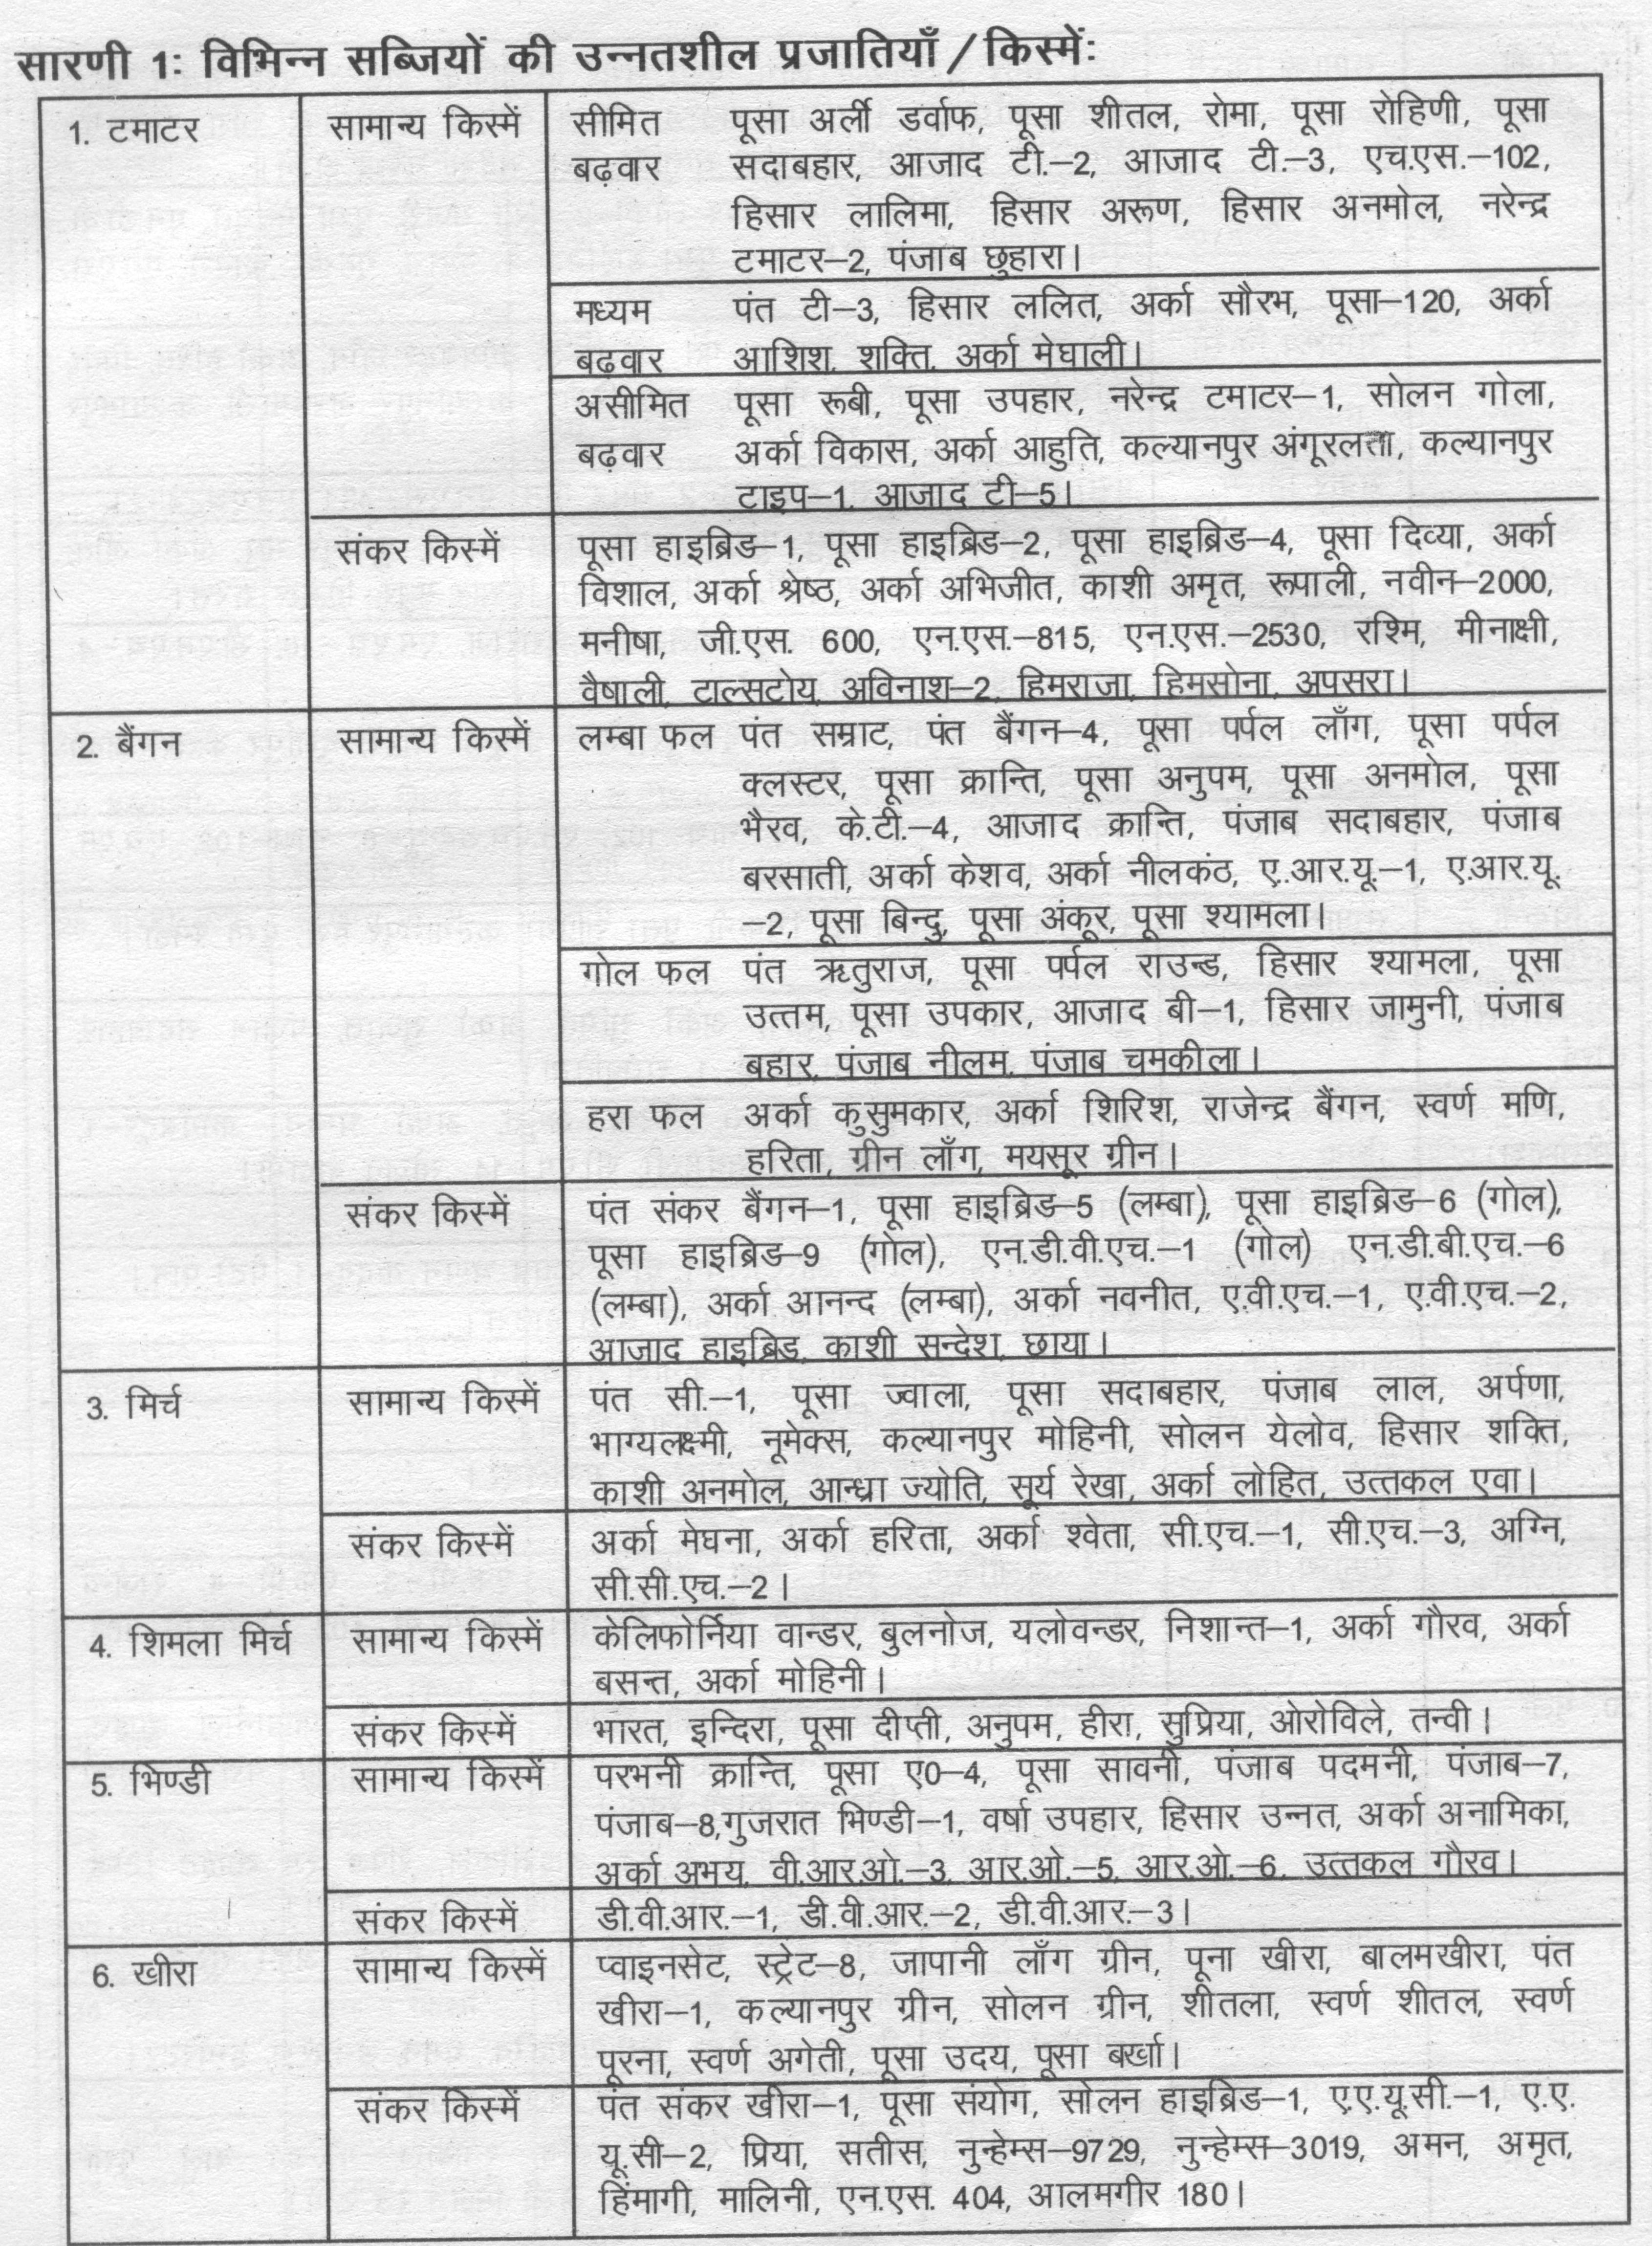 सारणी 1: विभिन्न सब्जियों की उन्नतशील प्रजातियाँ / किस्में:
1. टमाटर सामान्य किस्में सीमित पूसा अर्ली डर्वाफ, पूसा शीतल, रोमा, पूसा रोहिणी, पूसा
बढ़वार सदाबहार, आजाद टी.–2, आजाद टी.–3, एच.एस.–102,
हिसार लालिमा, हिसार अरूण, हिसार अनमोल, नरेन्द्र
टमाटर–2, पंजाब छुहारा।
मध्यम पंत टी–3, हिसार ललित, अर्का सौरभ, पूसा–120, अर्का
बढ़वार आशिश, शक्ति, अर्का मेघाली।
असीमित पूसा रूबी, पूसा उपहार, नरेन्द्र टमाटर–1, सोलन गोला,
बढ़वार अर्का विकास, अर्का आहुति, कल्यानपुर अंगूरलता, कल्यानपुर
टाइप–1, आजाद टी–5।
संकर किस्में पूसा हाइब्रिड–1, पूसा हाइब्रिड–2, पूसा हाइब्रिड–4, पूसा दिव्या, अर्का
विशाल, अर्का श्रेष्ठ, अर्का अभिजीत, काशी अमृत, रूपाली, नवीन–2000,
मनीषा, जी.एस. 600, एन.एस.–815, एन.एस.–2530, रश्मि, मीनाक्षी,
वैषाली, टाल्सटोय, अविनाश–2, हिमराजा, हिमसोना, अपसरा।
2. बैंगन सामान्य किस्में लम्बा फल पंत सम्राट, पंत बैंगन–4, पूसा पर्पल लाँग, पूसा पर्पल
क्लस्टर, पूसा क्रान्ति, पूसा अनुपम, पूसा अनमोल, पूसा
भैरव, के.टी.–4, आजाद क्रान्ति, पंजाब सदाबहार, पंजाब
बरसाती, अर्का केशव, अर्का नीलकंठ, ए..आर.यू.–1, ए.आर.यू.
–2, पूसा बिन्दु, पूसा अंकूर, पूसा श्यामला।
गोल फल पंत ऋतुराज, पूसा पर्पल राउन्ड, हिसार श्यामला, पूसा
उत्तम, पूसा उपकार, आजाद बी–1, हिसार जामुनी, पंजाब
बहार, पंजाब नीलम, पंजाब चमकीला।
हरा फल अर्का कुसुमकार, अर्का शिरिश, राजेन्द्र बैंगन, स्वर्ण मणि,
हरिता, ग्रीन लाँग, मयसूर ग्रीन।
संकर किस्में पंत संकर बैंगन–1, पूसा हाइब्रिड–5 (लम्बा), पूसा हाइब्रिड–6 (गोल),
पूसा हाइब्रिड–9 (गोल), एन.डी.वी.एच.–1 (गोल) एन.डी.बी.एच.–6
(लम्बा), अर्का आनन्द (लम्बा), अर्का नवनीत, ए.वी.एच.–1, ए.वी.एच.–2,
आजाद हाइब्रिड, काशी सन्देश, छाया।
3. मिर्च सामान्य किस्में पंत सी.–1, पूसा ज्वाला, पूसा सदाबहार, पंजाब लाल, अर्पणा,
भाग्यलक्ष्मी, नूमेक्स, कल्यानपुर मोहिनी, सोलन येलोव, हिसार शक्ति,
काशी अनमोल, आन्ध्रा ज्योति, सूर्य रेखा, अर्का लोहित, उत्तकल एवा।
संकर किस्में अर्का मेघना, अर्का हरिता, अर्का श्वेता, सी.एच.–1, सी.एच.–3, अग्नि,
सी.सी.एच.–2।
4. शिमला मिर्च सामान्य किस्में केलिफोर्निया वान्डर, बुलनोज, यलोवन्डर, निशान्त–1, अर्का गौरव, अर्का
बसन्त, अर्का मोहिनी।
संकर किस्में भारत, इन्दिरा, पूसा दीप्ती, अनुपम, हीरा, सुप्रिया, ओरोविले, तन्वी।
5. भिण्डी सामान्य किस्में परभनी क्रान्ति, पूसा ए0–4, पूसा सावनी, पंजाब पदमनी, पंजाब–7,
पंजाब–8,गुजरात भिण्डी–1, वर्षा उपहार, हिसार उन्नत, अर्का अनामिका,
अर्का अभय, वी.आर.ओ.–3, आर.ओ.–5, आर.ओ.–6, उत्तकल गौरव।
संकर किस्में डी.वी.आर.–1, डी.वी.आर.–2, डी.वी.आर.–3।
6. खीरा सामान्य किस्में प्वाइनसेट, स्ट्रेट–8, जापानी लाँग ग्रीन, पूना खीरा, बालमखीरा, पंत
खीरा–1, कल्यानपुर ग्रीन, सोलन ग्रीन, शीतला, स्वर्ण शीतल, स्वर्ण
पूरना, स्वर्ण अगेती, पूसा उदय, पूसा बर्खा।
संकर किस्में पंत संकर खीरा–1, पूसा संयोग, सोलन हाइब्रिड–1, ए.ए.यू.सी.–1, ए.ए.
यू.सी–2, प्रिया, सतीस, नुन्हेम्स–9729, नुन्हेम्स–3019, अमन, अमृत,
हिंमागी, मालिनी, एन.एस. 404, आलमगीर 180।